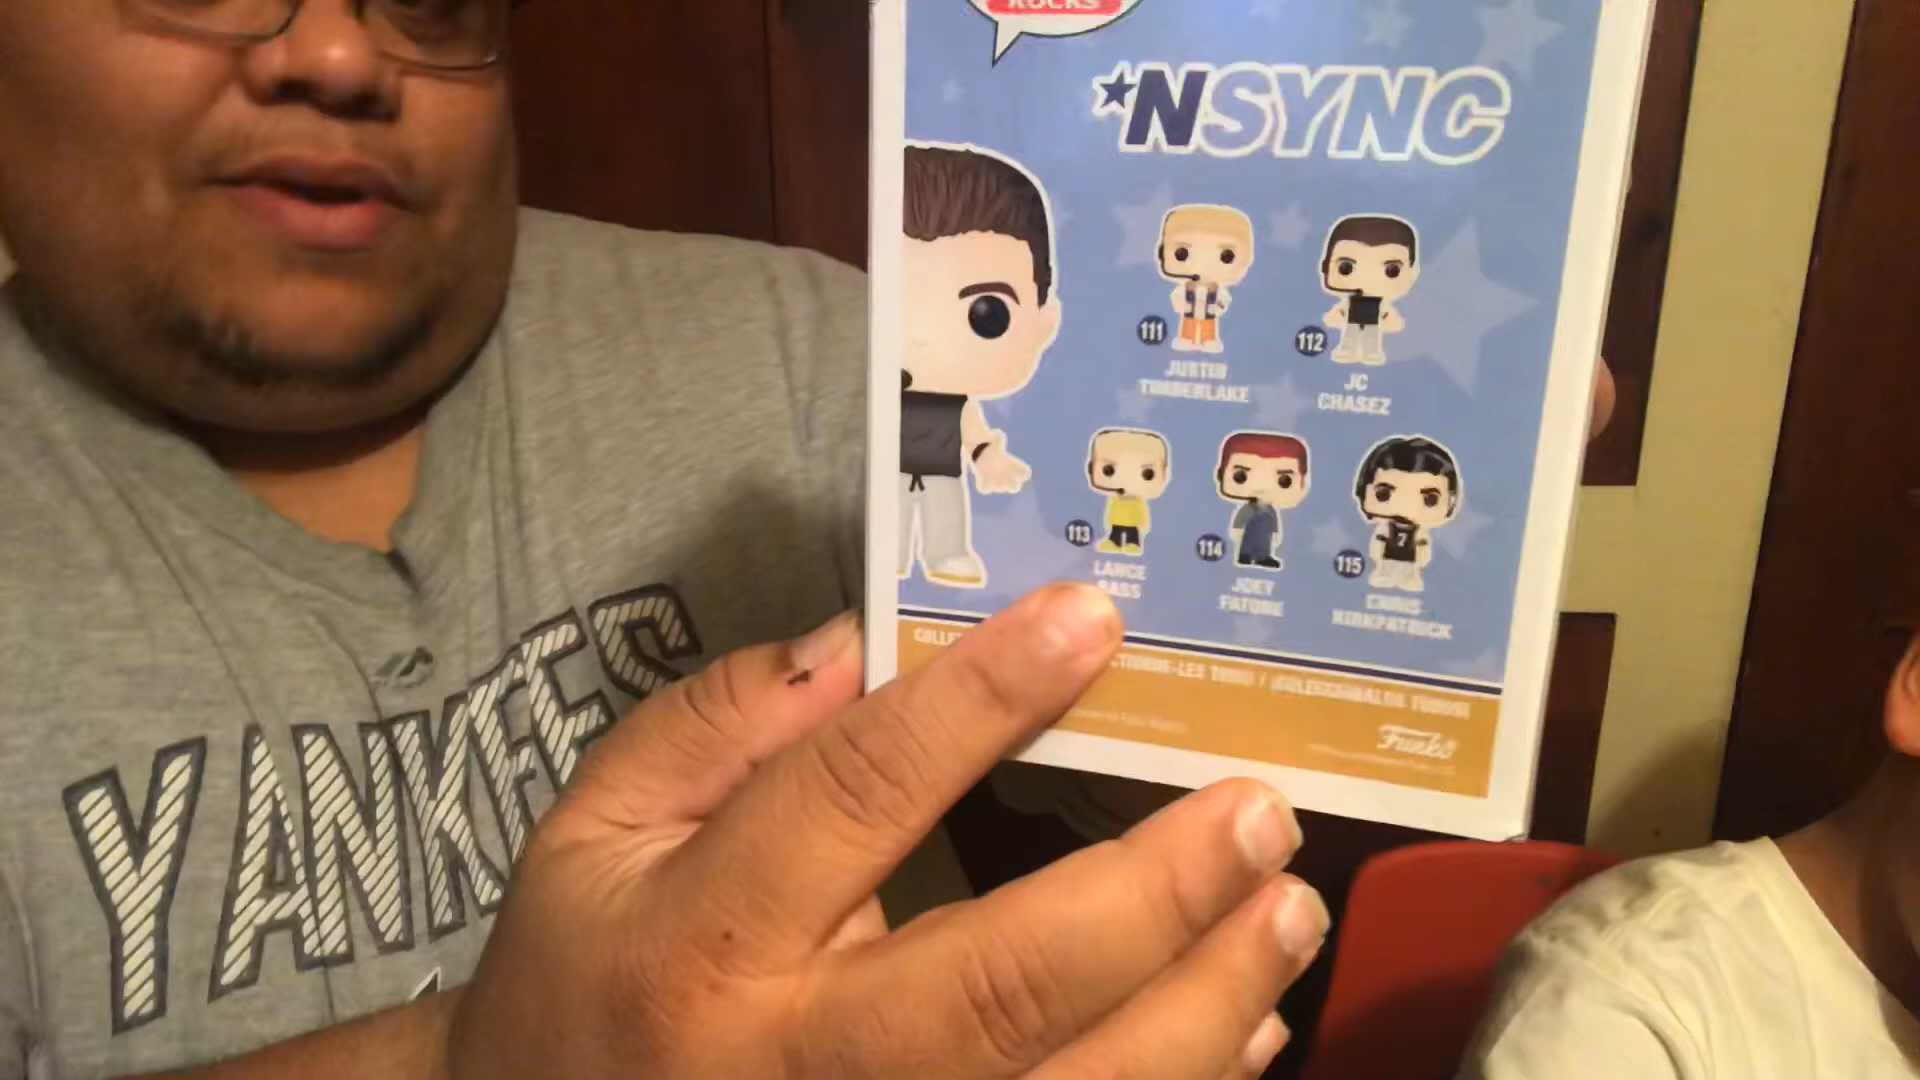 ROCKS
*NSYNC
111
JUSTIN
TIMBERLAKE
112
JC
CHASEZ
113
LANCE
BASS
114
JOEY
FATONE
115
CHRIS
KIRKPATRICK
7
Funko
YANKEES